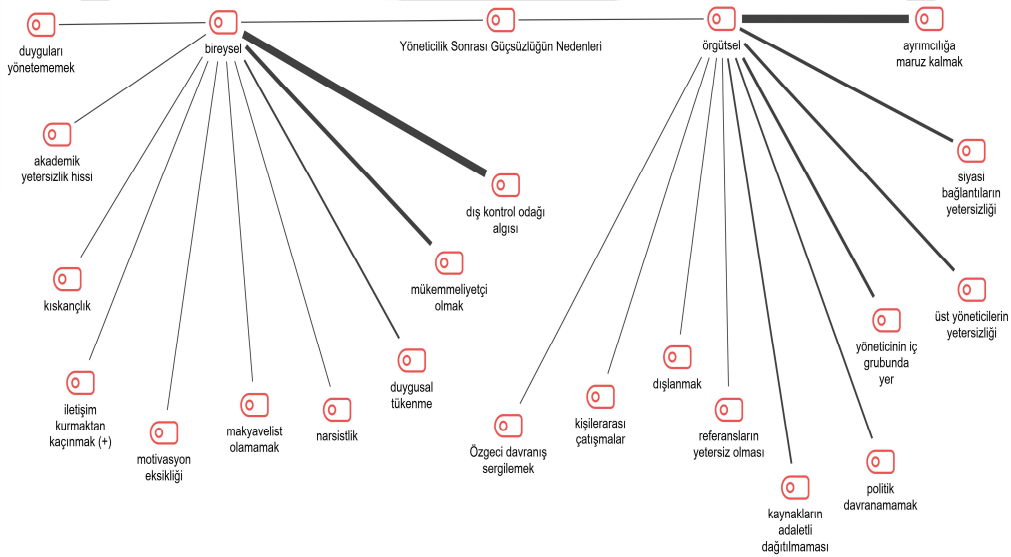 duyguları
yönetememek
bireysel
Yöneticilik Sonrası Güçsüzlüğün Nedenleri
örgütsel
ayrımcılığa
maruz kalmak
akademik
yetersizlik hissi
dış kontrol odağı
algısı
siyasi
bağlantıların
yetersizliği
kıskançlık
mükemmeliyetçi
olmak
üst yöneticilerin
yetersizliği
yöneticinin iç
grubunda
yer
iletişim
kurmaktan
kaçınmak (+)
motivasyon
eksikliği
makyavelist
olamamak
narsistlik
duygusal
tükenme
Özgeci davranış
sergilemek
kişilerarası
çatışmalar
dışlanmak
referansların
yetersiz olması
kaynakların
adaletli
dağıtılmaması
politik
davranamamak